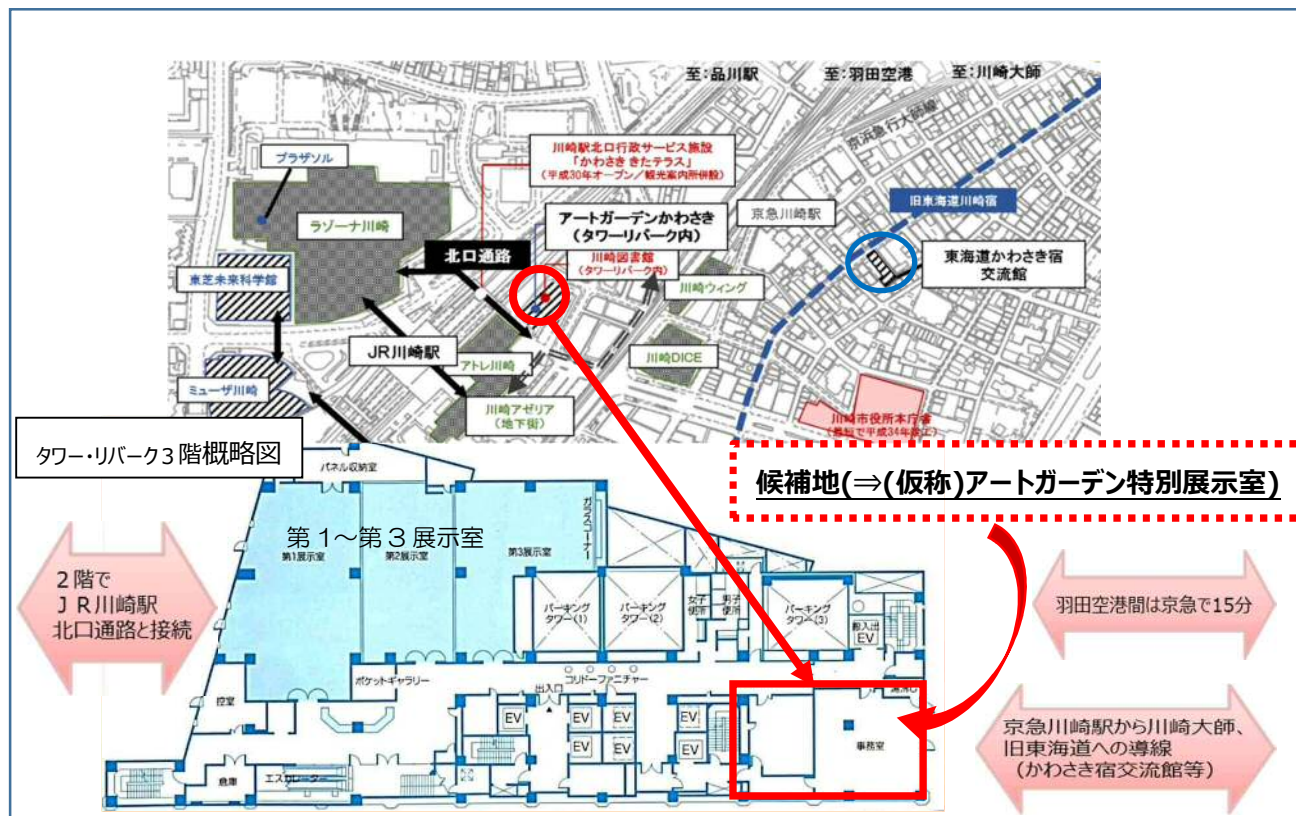 至:品川駅
至:羽田空港
至:川崎大師
京浜急行大師線
プラザソル
川崎駅北口行政サービス施設
「かわさき きたテラス」
(平成30年オープン/観光案内所併設)
ラゾーナ川崎
アートガーデンかわさき
(タワーリバーク内)
京急川崎駅
旧東海道川崎宿
北口通路
川崎図書館
(タワーリバーク内)
東海道かわさき宿
交流館
東芝未来科学館
川崎ウィング
JR川崎駅
アトレ川崎
川崎DICE
ミューザ川崎
川崎アゼリア
(地下街)
川崎市役所本庁舎
タワー・リバーク3階概略図
候補地(⇒(仮称)アートガーデン特別展示室)
パネル収納室
ガラスコーナー
第1~第3展示室
第1展示室
第2展示室
第3展示室
パーキング
タワー(1)
パーキング
タワー(2)
女子
便所
男子
便所
パーキング
タワー(3)
搬入出
EV
2階で
JR川崎駅
北口通路と接続
羽田空港間は京急で15分
ポケットギャラリー
コリドーファニチャー
出入口
控室
EV
EV
EV
EV
EV
EV
EV
事務室
倉庫
エスカレーター
京急川崎駅から川崎大師、
旧東海道への導線
(かわさき宿交流館等)